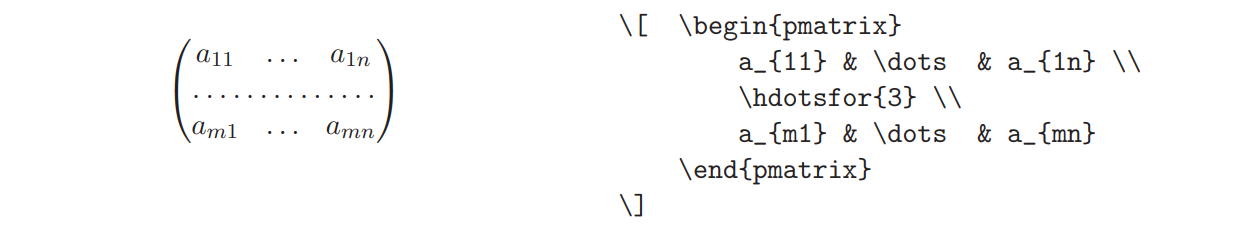 a11 … a1n
..............
am1 … amn
\[ \begin{pmatrix}
a_{11} & \dots & a_{1n} \\
\hdotsfor{3} \\
a_{m1} & \dots & a_{mn}
\end{pmatrix}
\]